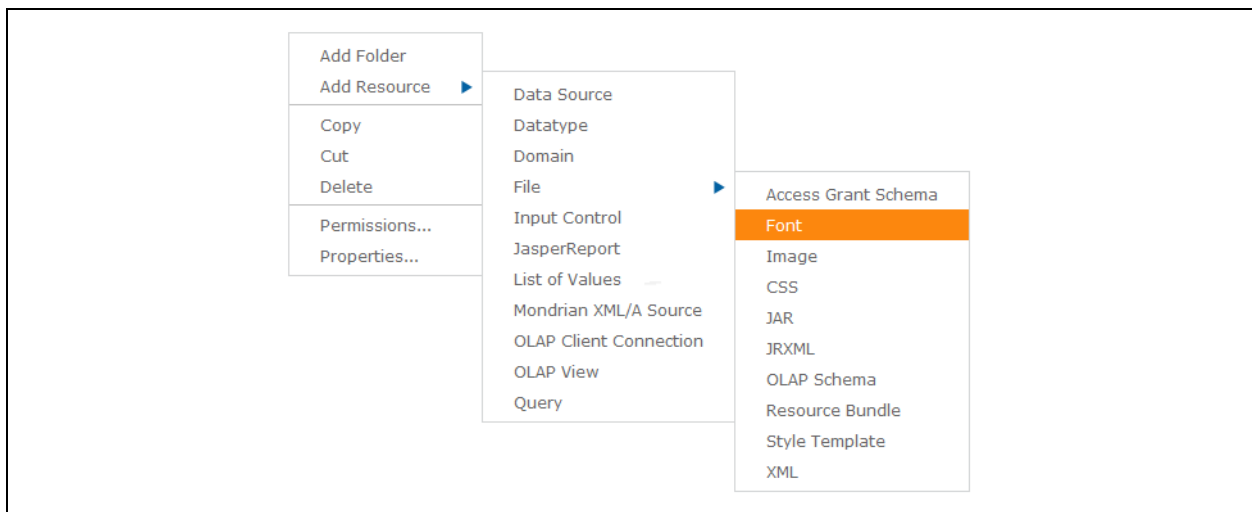 Add Folder
Add Resource
Copy
Cut
Delete
Permissions...
Properties...
Data Source
Datatype
Domain
File
Input Control
JasperReport
List of Values
Mondrian XML/A Source
OLAP Client Connection
OLAP View
Query
Access Grant Schema
Font
Image
CSS
JAR
JRXML
OLAP Schema
Resource Bundle
Style Template
XML